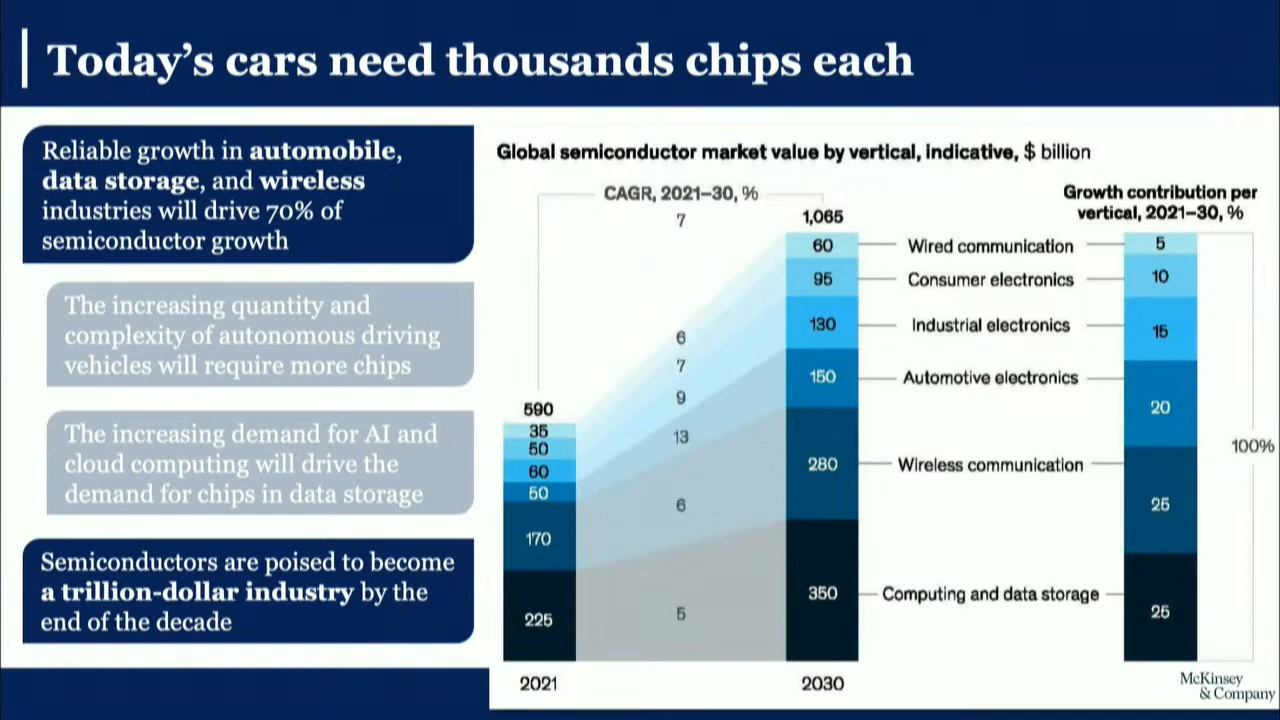 Today's cars need thousands chips each
Reliable growth in automobile,
data storage, and wireless
industries will drive 70% of
semiconductor growth
The increasing quantity and
complexity of autonomous driving
vehicles will require more chips
The increasing demand for AI and
cloud computing will drive the
demand for chips in data storage
Semiconductors are poised to become
a trillion-dollar industry by the
end of the decade
Global semiconductor market value by vertical, indicative, $ billion
CAGR, 2021–30, %
7
Growth contribution per
vertical, 2021–30, %
1,065
60
Wired communication
5
95
Consumer electronics
10
130
Industrial electronics
15
150
Automotive electronics
20
280
Wireless communication
25
350
Computing and data storage
25
100%
6
7
9
13
6
5
590
35
50
60
50
170
225
2021
2030
McKinsey
& Company